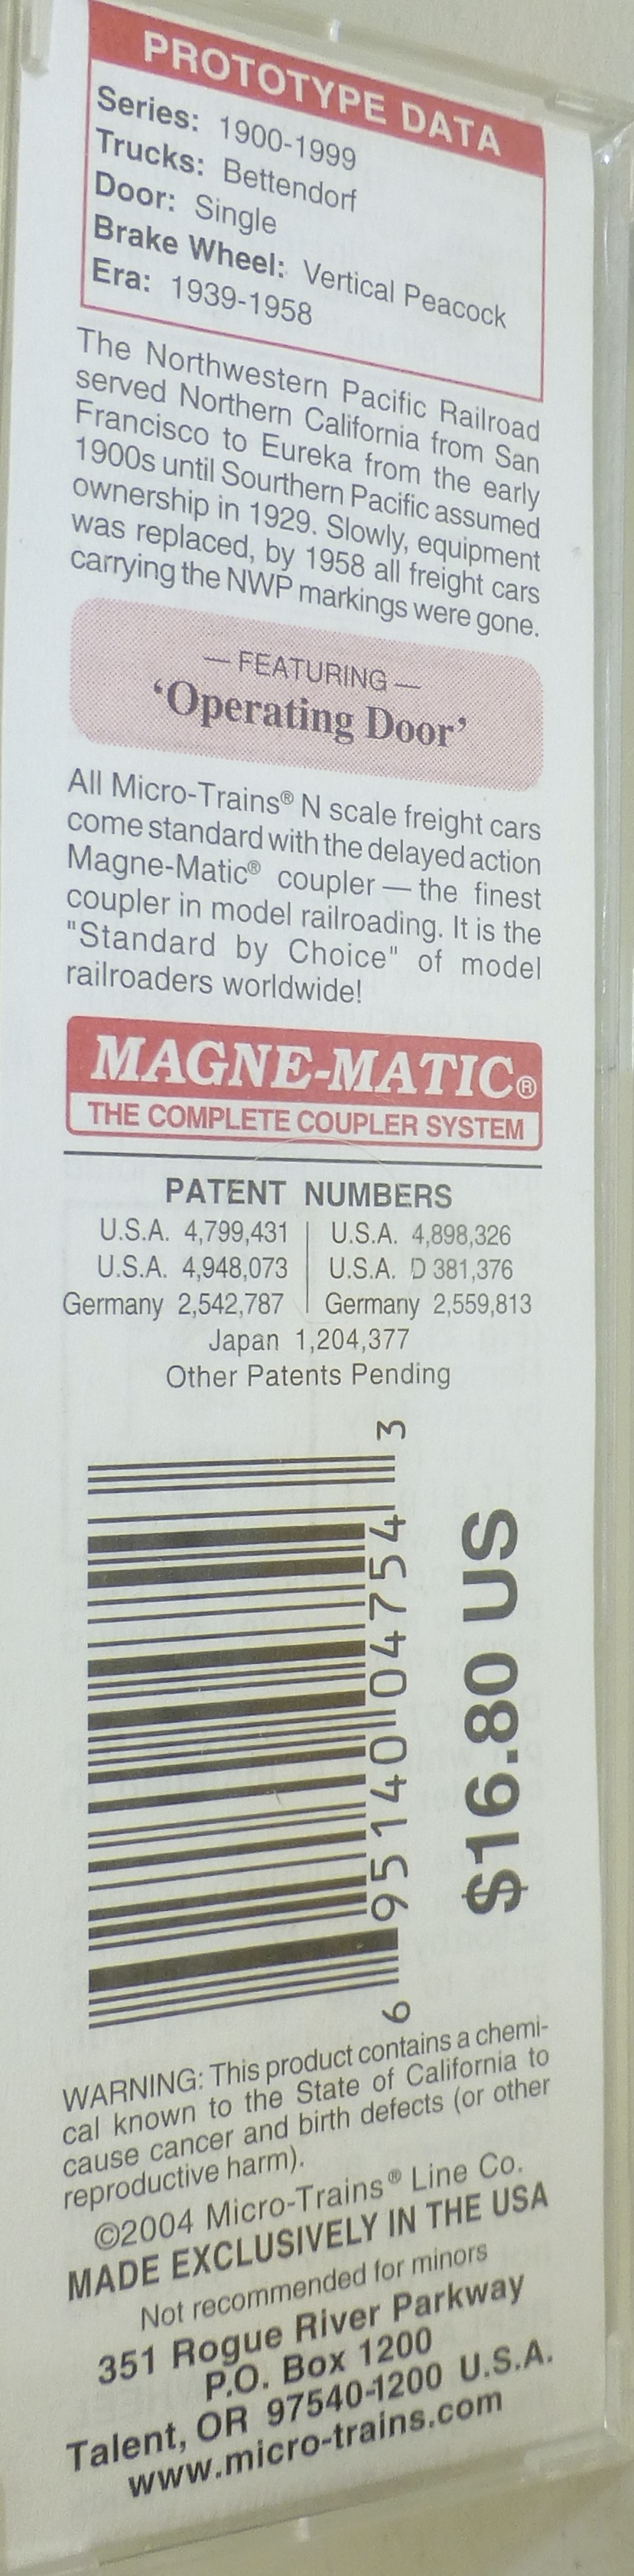 PROTOTYPE DATA
Series: 1900-1999
Trucks: Bettendorf
Door: Single
Brake Wheel: Vertical Peacock
Era: 1939-1958
The Northwestern Pacific Railroad
served Northern California from San
Francisco to Eureka from the early
1900s until Sourthern Pacific assumed
ownership in 1929. Slowly, equipment
was replaced, by 1958 all freight cars
carrying the NWP markings were gone.
— FEATURING —
‘Operating Door’
All Micro-Trains® N scale freight cars
come standard with the delayed action
Magne-Matic® coupler — the finest
coupler in model railroading. It is the
"Standard by Choice" of model
railroaders worldwide!
MAGNE-MATIC®
THE COMPLETE COUPLER SYSTEM
PATENT NUMBERS
U.S.A. 4,799,431 | U.S.A. 4,898,326
U.S.A. 4,948,073 | U.S.A. D 381,376
Germany 2,542,787 | Germany 2,559,813
Japan 1,204,377
Other Patents Pending
6 95140 04754 3
$16.80 US
WARNING: This product contains a chemi-
cal known to the State of California to
cause cancer and birth defects (or other
reproductive harm).
©2004 Micro-Trains® Line Co.
MADE EXCLUSIVELY IN THE USA
Not recommended for minors
351 Rogue River Parkway
P.O. Box 1200
Talent, OR 97540-1200 U.S.A.
www.micro-trains.com